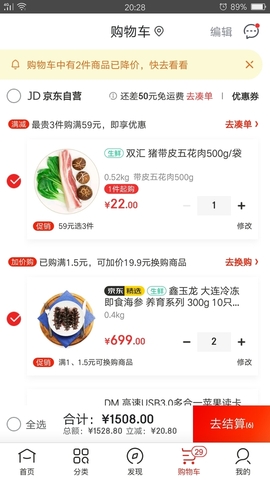 20:28
89%
购物车
编辑
购物车中有2件商品已降价，快去看看
JD 京东自营
还差50元免运费 去凑单
优惠券
满减 最贵3件购满59元，即享优惠
去凑单
生鲜 双汇 猪带皮五花肉500g/袋
0.52kg 带皮五花肉500g
1件起购
¥22.00
1
促销 59元选3件
修改
加价购 已购满1.5元，可加价19.9元换购商品
去换购
京东精选 生鲜 鑫玉龙 大连冷冻
即食海参 养育系列 300g 10只...
0.4kg
¥699.00
2
促销 满1、1.5元可换购商品
修改
DM 高速USB3.0多合一苹果读卡
全选
合计：¥1508.00
总额：¥1528.80 立减：¥20.80
去结算(6)
29
首页
分类
发现
购物车
我的